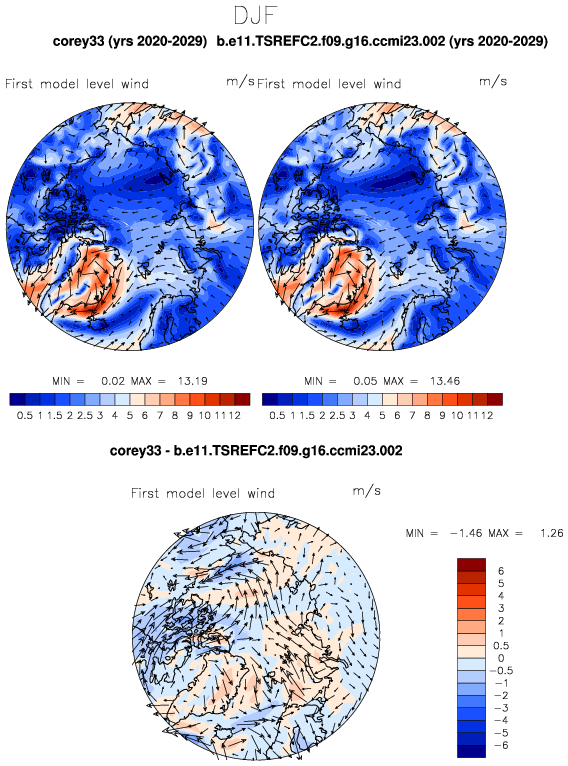 DJF
corey33 (yrs 2020-2029) b.e11.TSREFC2.f09.g16.ccmi23.002 (yrs 2020-2029)
First model level wind m/s First model level wind m/s
MIN = 0.02 MAX = 13.19 MIN = 0.05 MAX = 13.46
0.5 1 1.5 2 2.5 3 4 5 6 7 8 9 10 11 12 0.5 1 1.5 2 2.5 3 4 5 6 7 8 9 10 11 12
corey33 - b.e11.TSREFC2.f09.g16.ccmi23.002
First model level wind m/s
MIN = -1.46 MAX = 1.26
6
5
4
3
2
1
0.5
0
-0.5
-1
-2
-3
-4
-5
-6